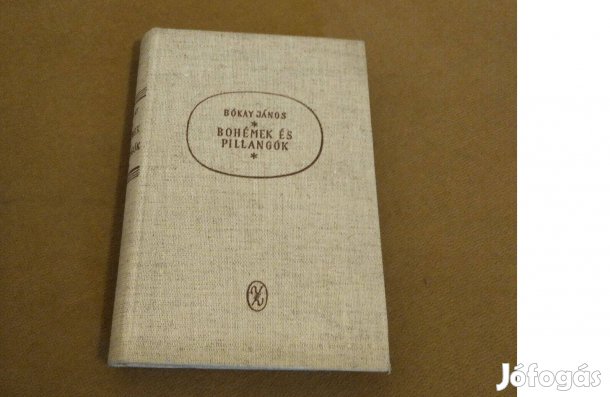 BÓKAY JÁNOS
*
BOHÉMEK ÉS
PILLANGÓK
*
Jófogás